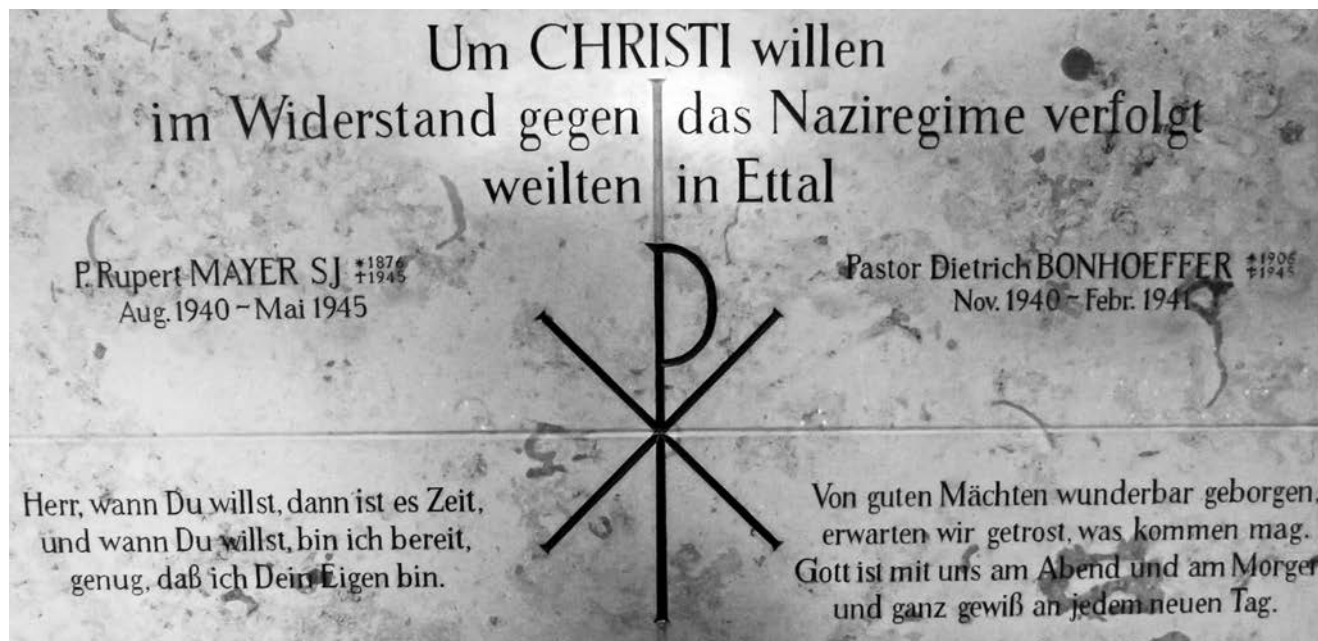 Um CHRISTI willen
im Widerstand gegen das Naziregime verfolgt
weilten in Ettal
P. Rupert MAYER SJ *1876 †1945
Aug. 1940 ~ Mai 1945
Pastor Dietrich BONHOEFFER *1906 †1945
Nov. 1940 ~ Febr. 1941
Herr, wann Du willst, dann ist es Zeit,
und wann Du willst, bin ich bereit,
genug, daß ich Dein Eigen bin.
Von guten Mächten wunderbar geborgen,
erwarten wir getrost, was kommen mag.
Gott ist mit uns am Abend und am Morgen
und ganz gewiß an jedem neuen Tag.